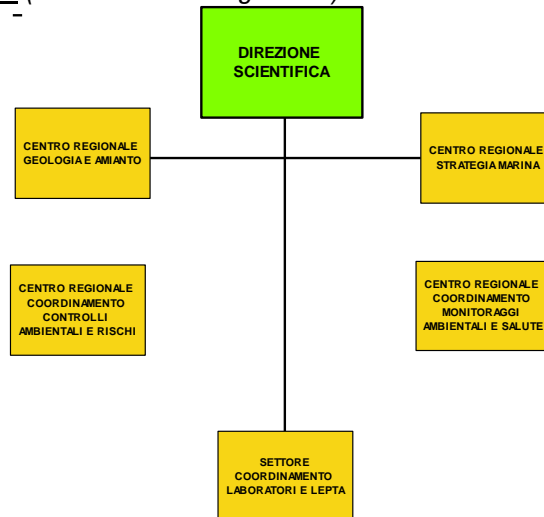 DIREZIONE
SCIENTIFICA
CENTRO REGIONALE
GEOLOGIA E AMIANTO
CENTRO REGIONALE
STRATEGIA MARINA
CENTRO REGIONALE
COORDINAMENTO
CONTROLLI
AMBIENTALI E RISCHI
CENTRO REGIONALE
COORDINAMENTO
MONITORAGGI
AMBIENTALI E SALUTE
SETTORE
COORDINAMENTO
LABORATORI E LEPTA